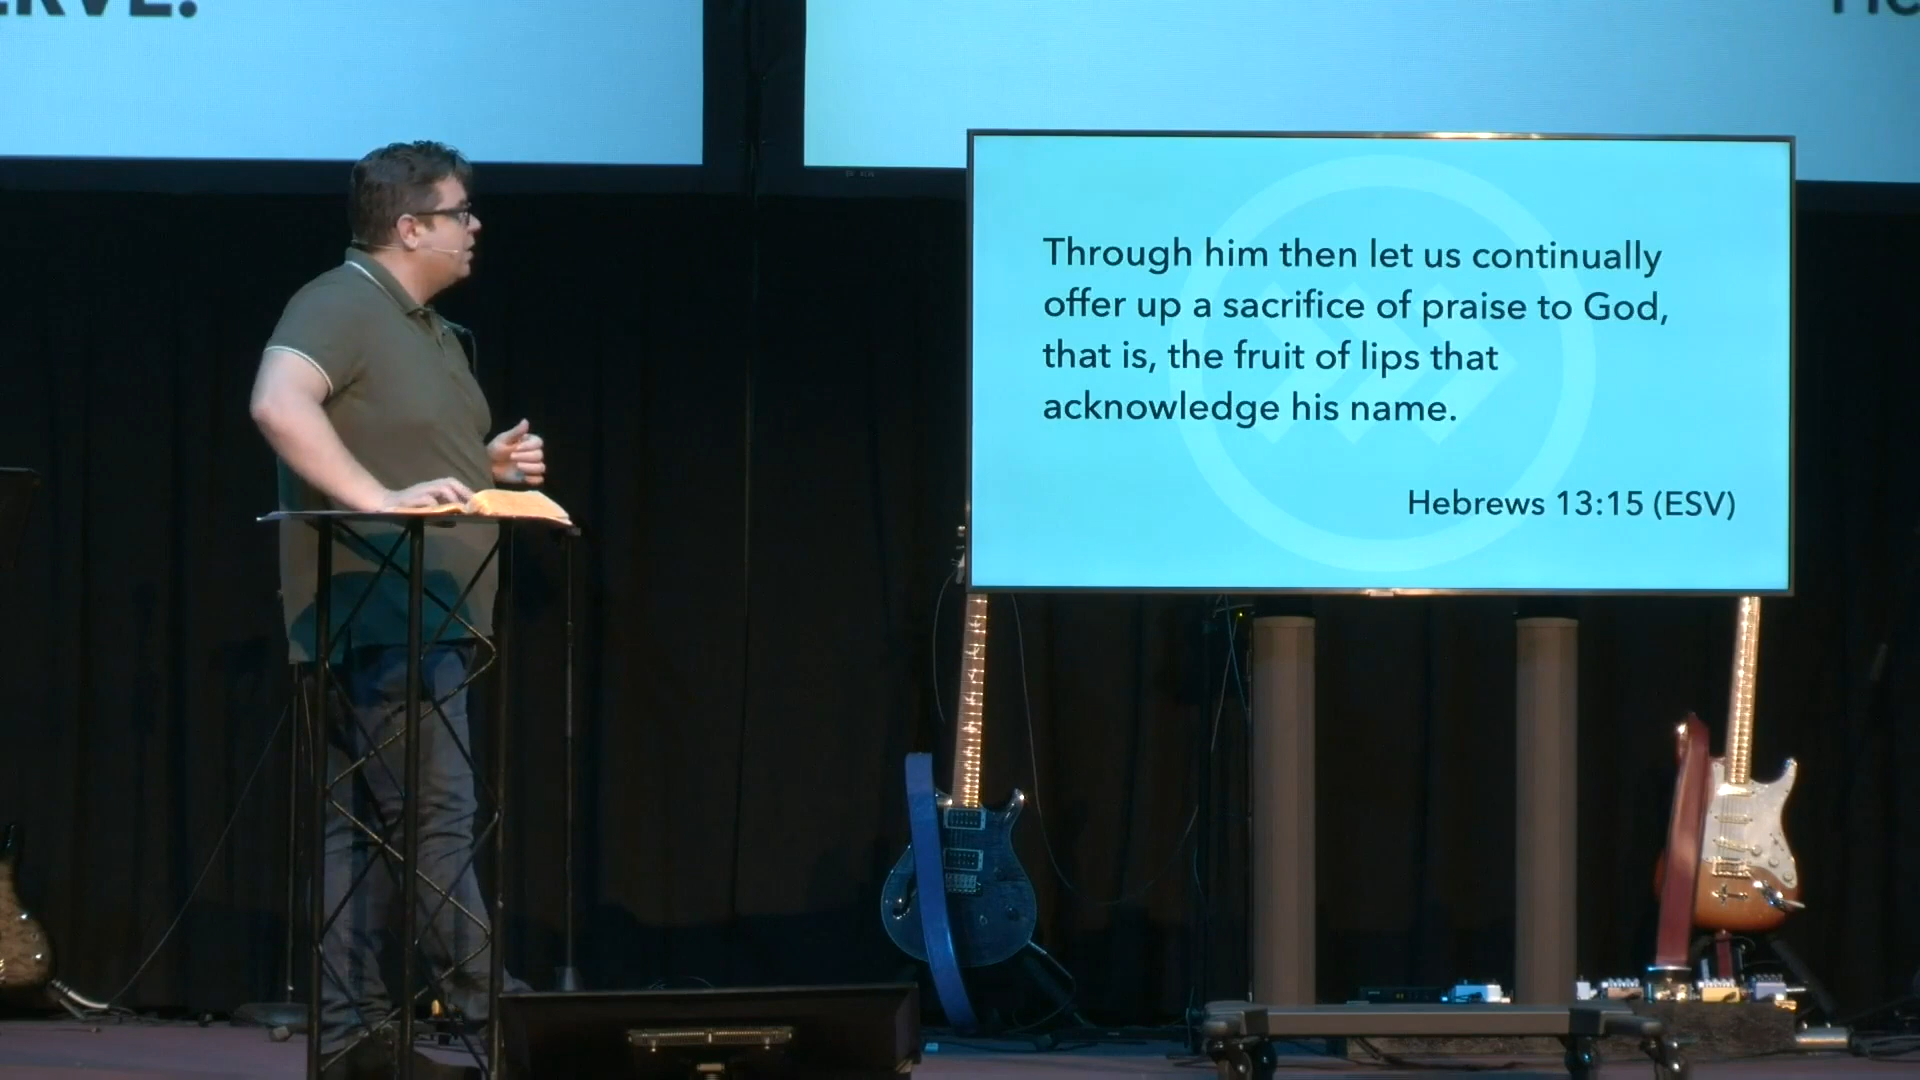 ERVE.
Through him then let us continually
offer up a sacrifice of praise to God,
that is, the fruit of lips that
acknowledge his name.
Hebrews 13:15 (ESV)